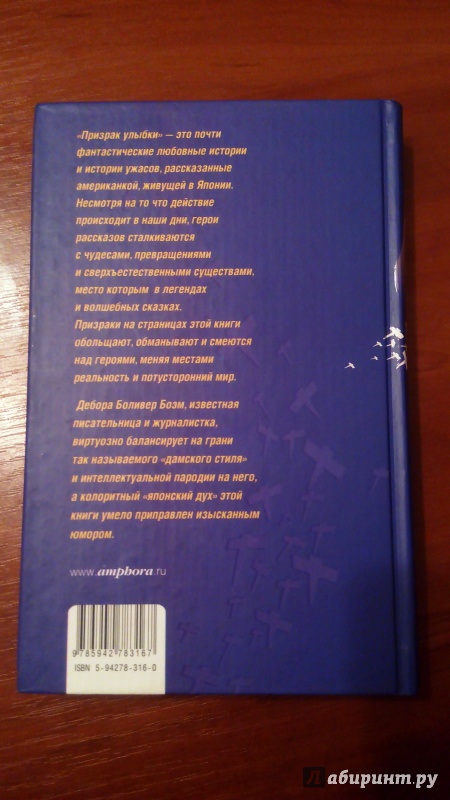 «Призрак улыбки» — это почти
фантастические любовные истории
и истории ужасов, рассказанные
американкой, живущей в Японии.
Несмотря на то что действие
происходит в наши дни, герои
рассказов сталкиваются
с чудесами, превращениями
и сверхъестественными существами,
место которым в легендах
и волшебных сказках.
Призраки на страницах этой книги
обольщают, обманывают и смеются
над героями, меняя местами
реальность и потусторонний мир.
Дебора Боливер Боэм, известная
писательница и журналистка,
виртуозно балансирует на грани
так называемого «дамского стиля»
и интеллектуальной пародии на него,
а колоритный «японский дух» этой
книги умело приправлен изысканным
юмором.
www.amphora.ru
9 785942 783167
ISBN 5-94278-316-0
Лабиринт.ру